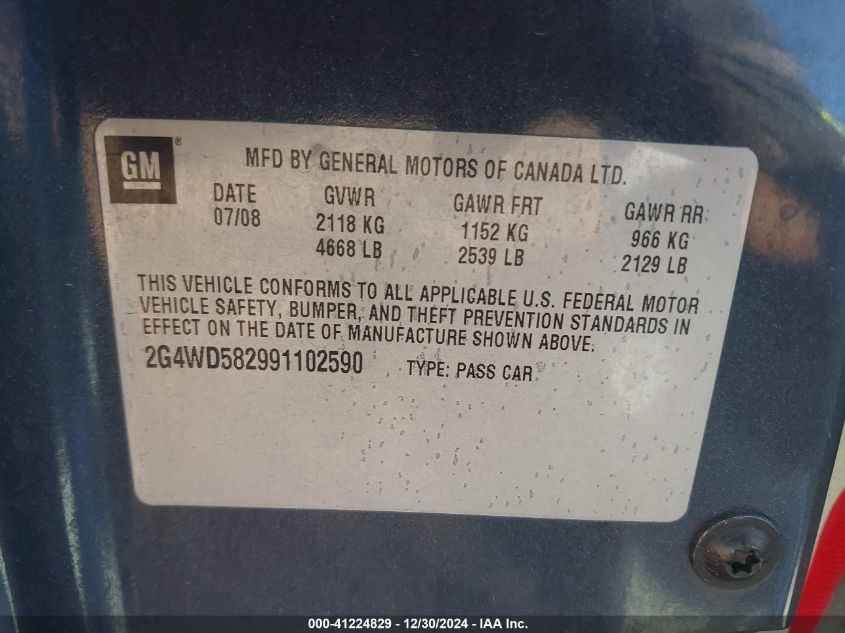 GM ®
MFD BY GENERAL MOTORS OF CANADA LTD.
DATE GVWR GAWR FRT GAWR RR
07/08 2118 KG 1152 KG 966 KG
4668 LB 2539 LB 2129 LB
THIS VEHICLE CONFORMS TO ALL APPLICABLE U.S. FEDERAL MOTOR
VEHICLE SAFETY, BUMPER, AND THEFT PREVENTION STANDARDS IN
EFFECT ON THE DATE OF MANUFACTURE SHOWN ABOVE.
2G4WD582991102590 TYPE: PASS CAR
000-41224829 - 12/30/2024 - IAA Inc.